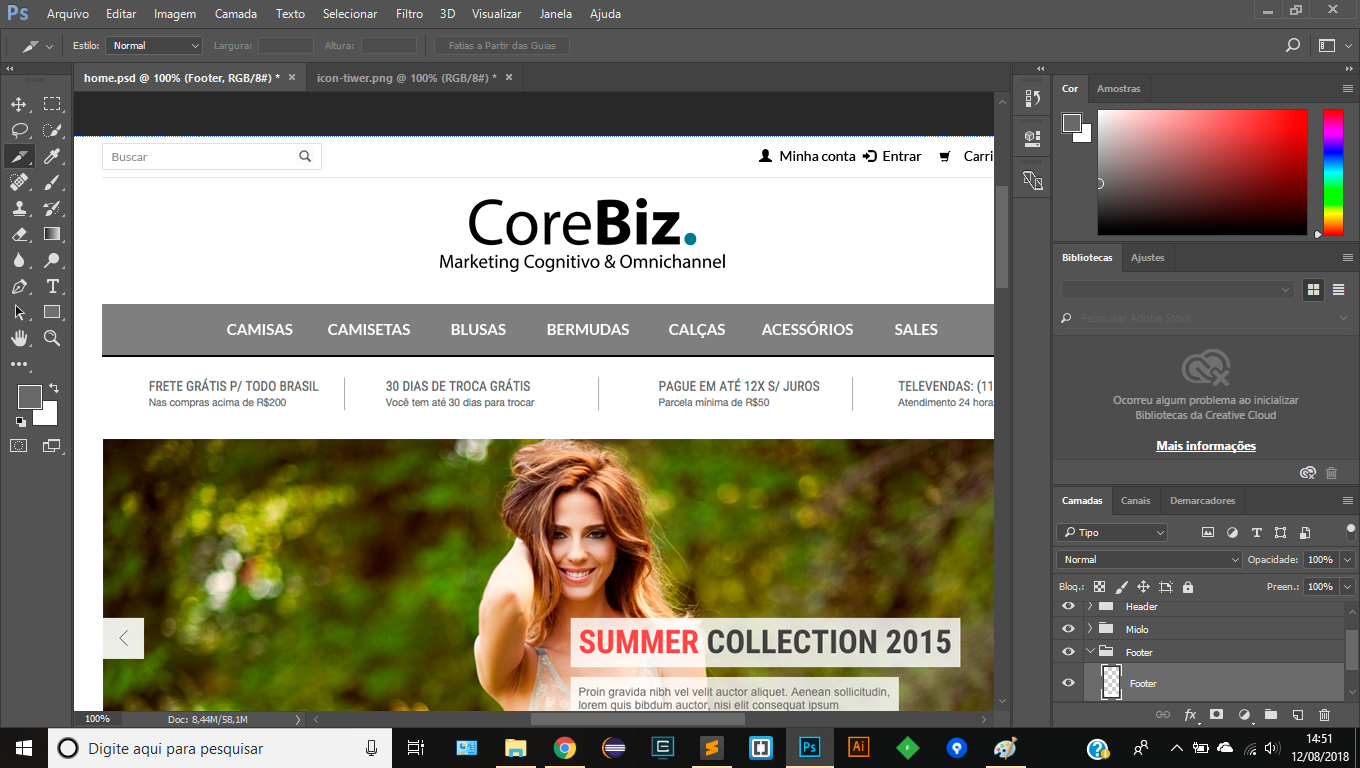 Ps Arquivo Editar Imagem Camada Texto Selecionar Filtro 3D Visualizar Janela Ajuda
Estilo: Normal Largura: Altura: Fatias a Partir das Guias
home.psd @ 100% (Footer, RGB/8#) * icon-tiwer.png @ 100% (RGB/8#) *
Buscar
Minha conta Entrar Carri
CoreBiz.
Marketing Cognitivo & Omnichannel
CAMISAS CAMISETAS BLUSAS BERMUDAS CALÇAS ACESSÓRIOS SALES
FRETE GRÁTIS P/ TODO BRASIL
Nas compras acima de R$200
30 DIAS DE TROCA GRÁTIS
Você tem até 30 dias para trocar
PAGUE EM ATÉ 12X S/ JUROS
Parcela mínima de R$50
TELEVENDAS: (11
Atendimento 24 hora
SUMMER COLLECTION 2015
Proin gravida nibh vel velit auctor aliquet. Aenean sollicitudin,
lorem quis bibdum auctor, nisi elit consequat ipsum
100% Doc: 8,44M/58,1M
Cor Amostras
Bibliotecas Ajustes
Pesquisar Adobe Stock
Ocorreu algum problema ao inicializar
Bibliotecas da Creative Cloud
Mais informações
Camadas Canais Demarcadores
Tipo
Normal Opacidade: 100%
Bloq.: Preen.: 100%
Header
Miolo
Footer
Footer
Digite aqui para pesquisar
Ps Ai F
14:51
12/08/2018